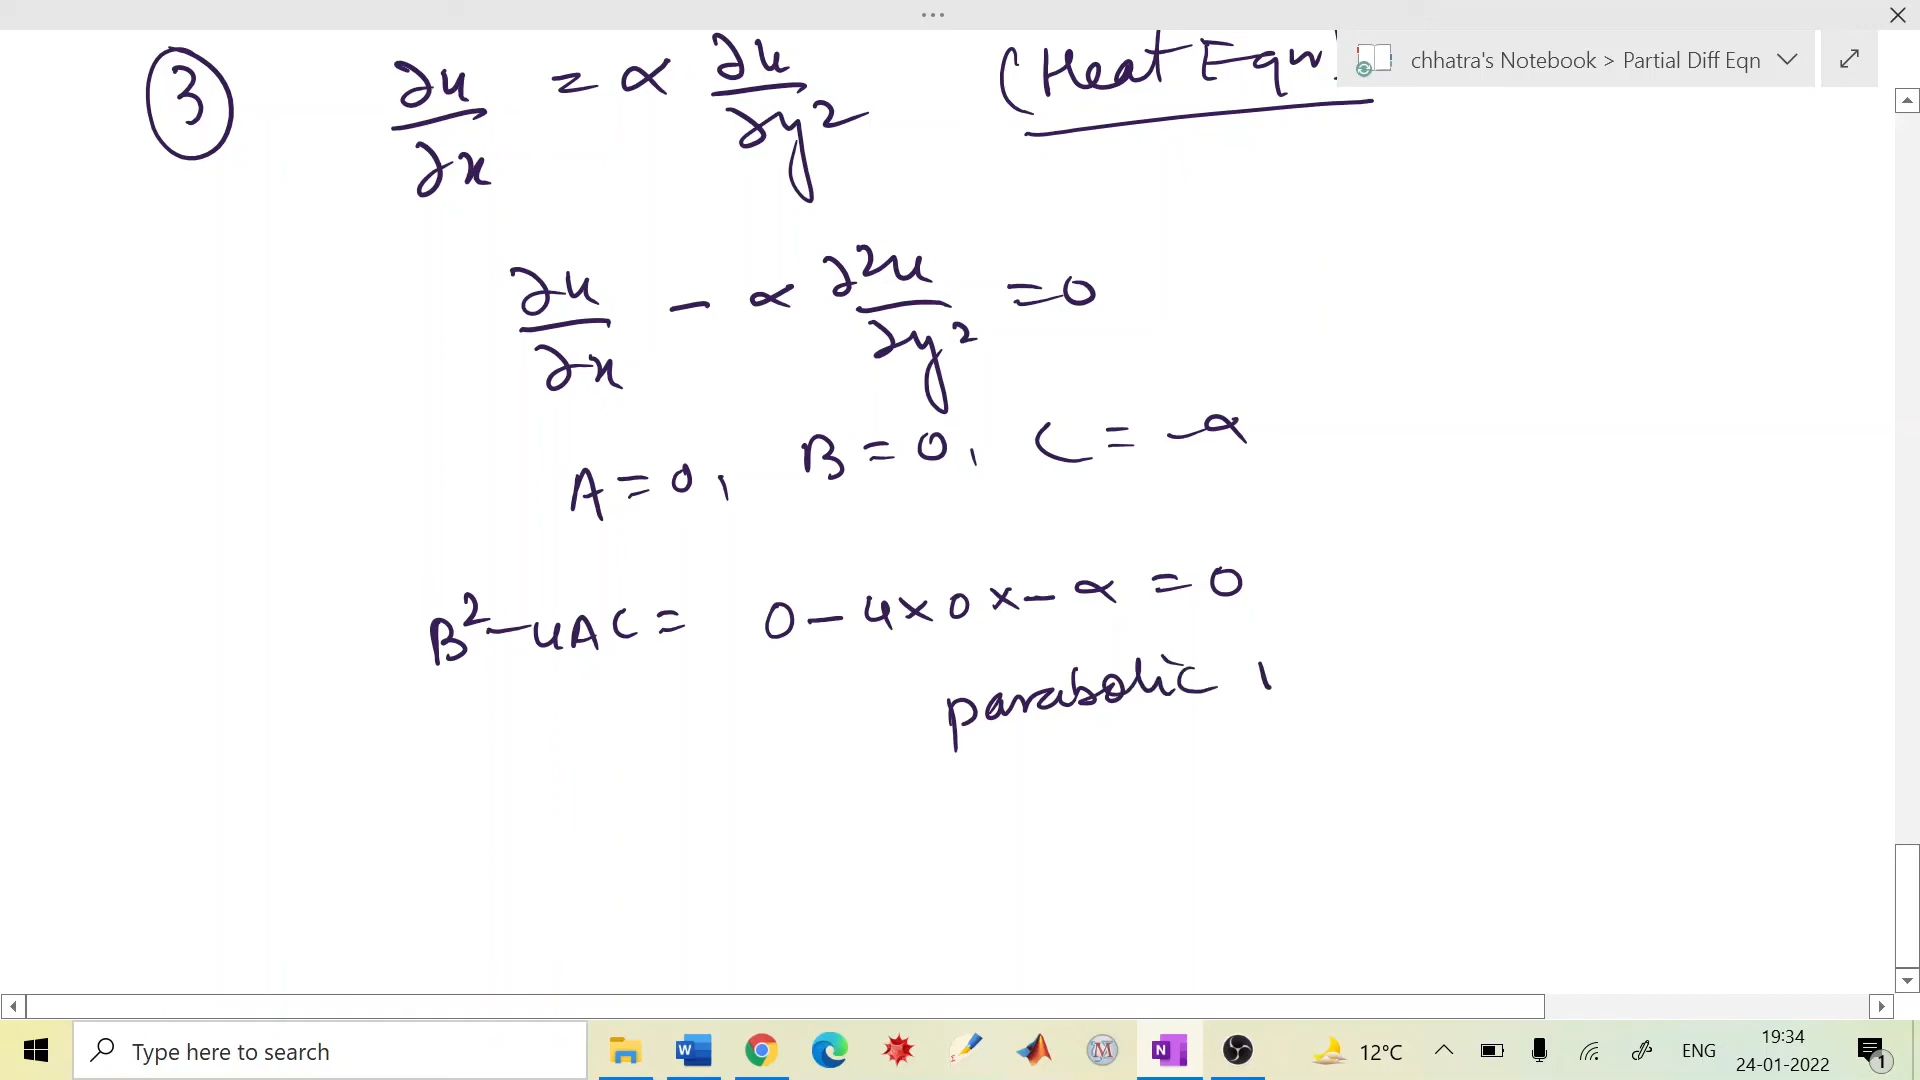 ③ ∂u/∂x = α ∂u/∂y² (Heat Eqn)
chhatra's Notebook > Partial Diff Eqn
∂u/∂x - α ∂²u/∂y² = 0
A = 0, B = 0, C = -α
B² - 4AC = 0 - 4 × 0 × - α = 0
parabolic
Type here to search
12°C
ENG
19:34
24-01-2022
1